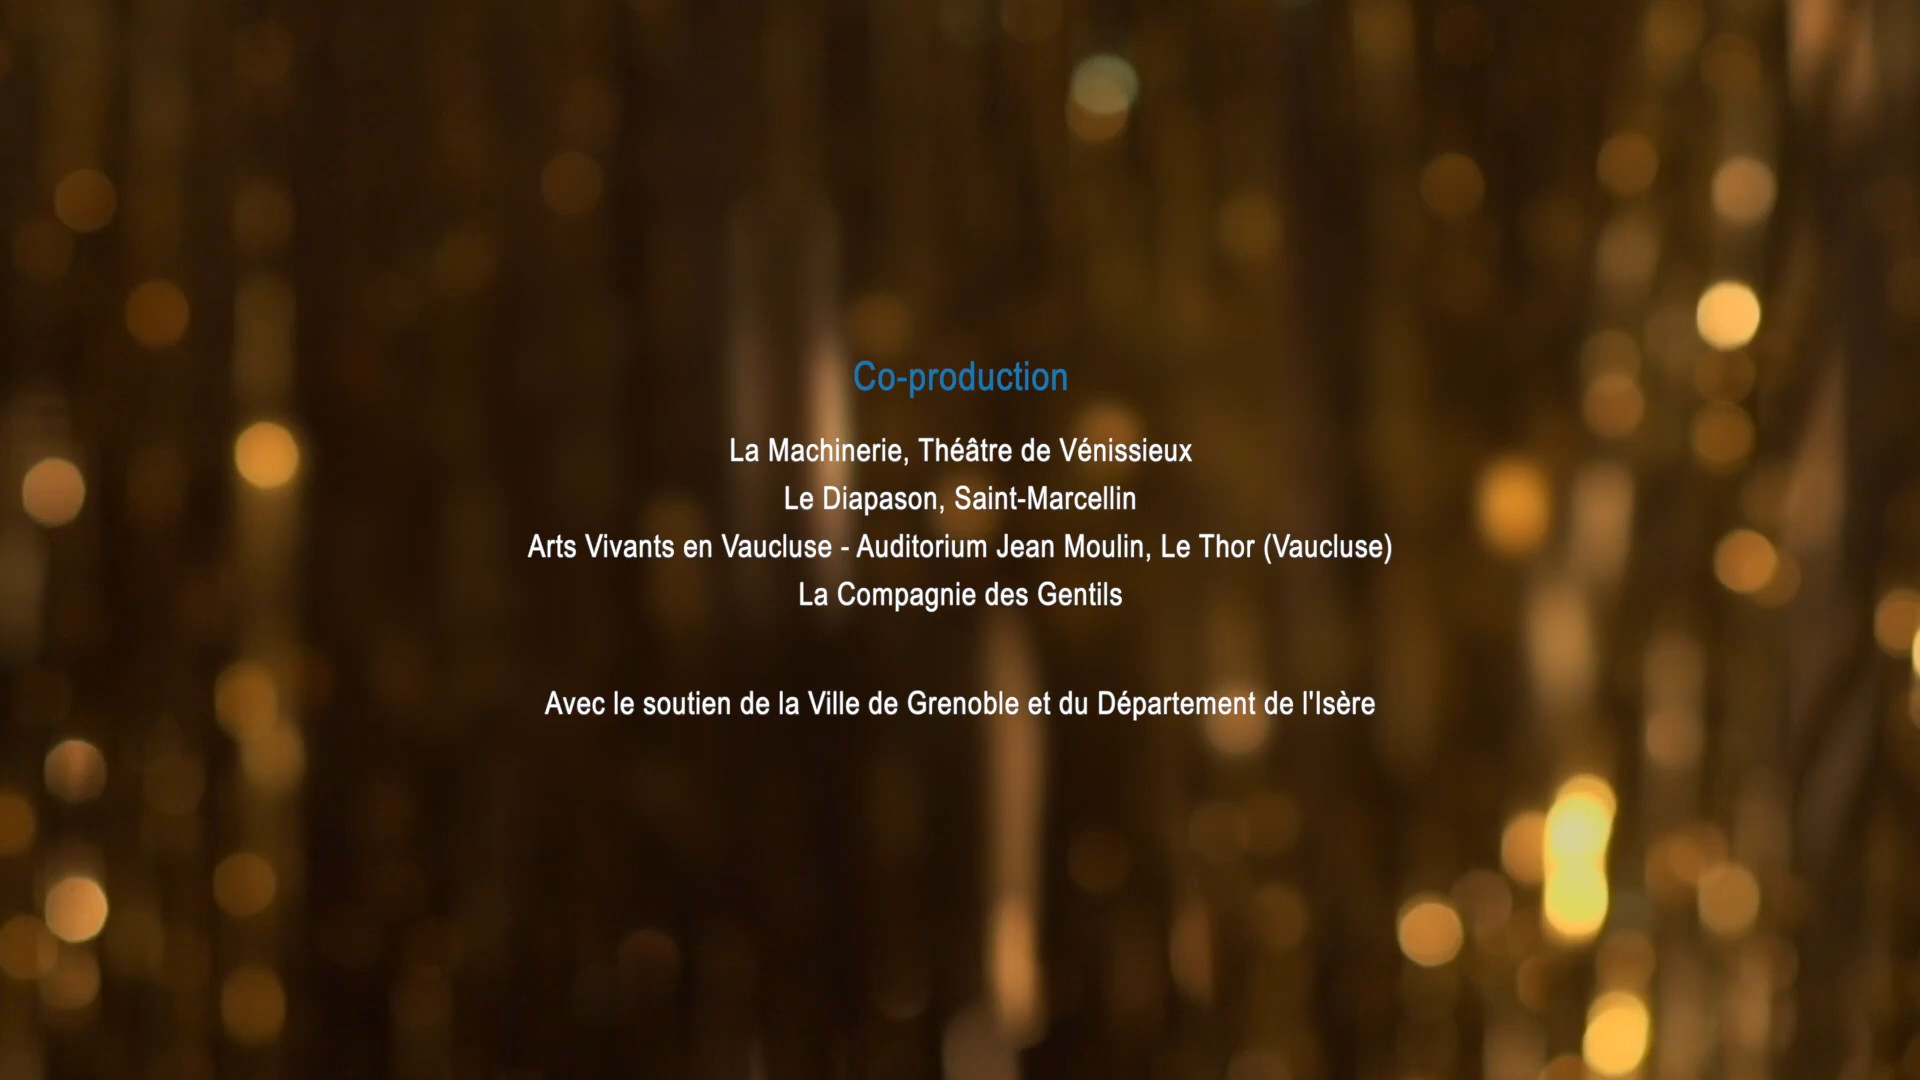 Co-production
La Machinerie, Théâtre de Vénissieux
Le Diapason, Saint-Marcellin
Arts Vivants en Vaucluse - Auditorium Jean Moulin, Le Thor (Vaucluse)
La Compagnie des Gentils
Avec le soutien de la Ville de Grenoble et du Département de l'Isère